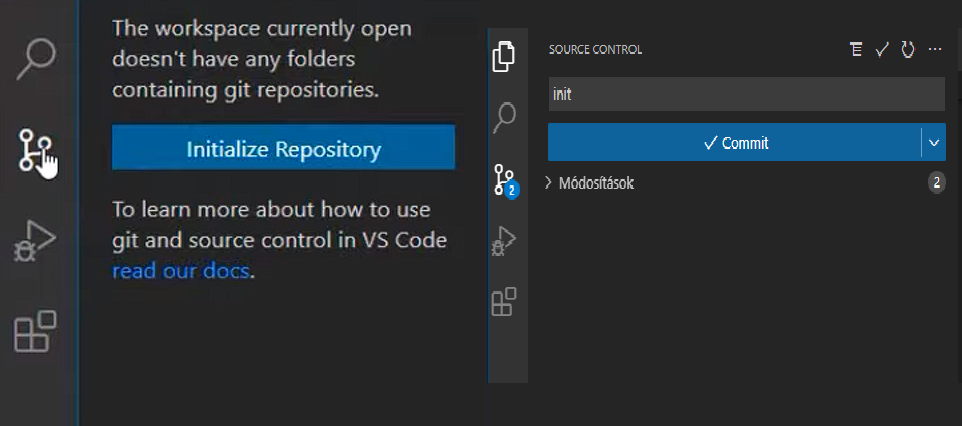 The workspace currently open
doesn't have any folders
containing git repositories.
Initialize Repository
To learn more about how to use
git and source control in VS Code
read our docs.
SOURCE CONTROL
init
Commit
2
Módosítások
2